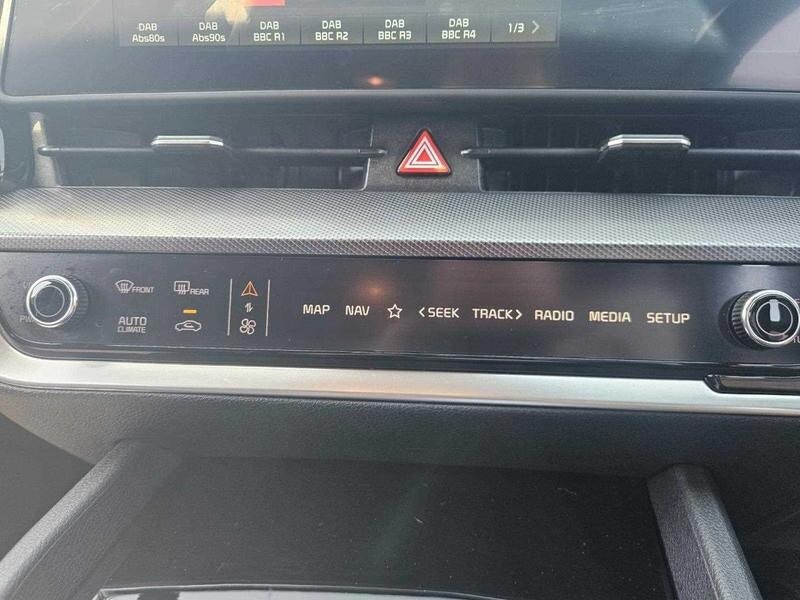 DAB DAB DAB DAB DAB DAB
Abs80s Abs90s BBC R1 BBC R2 BBC R3 BBC R4 1/3 >
FRONT REAR
AUTO
CLIMATE
MAP NAV ☆ <SEEK TRACK> RADIO MEDIA SETUP